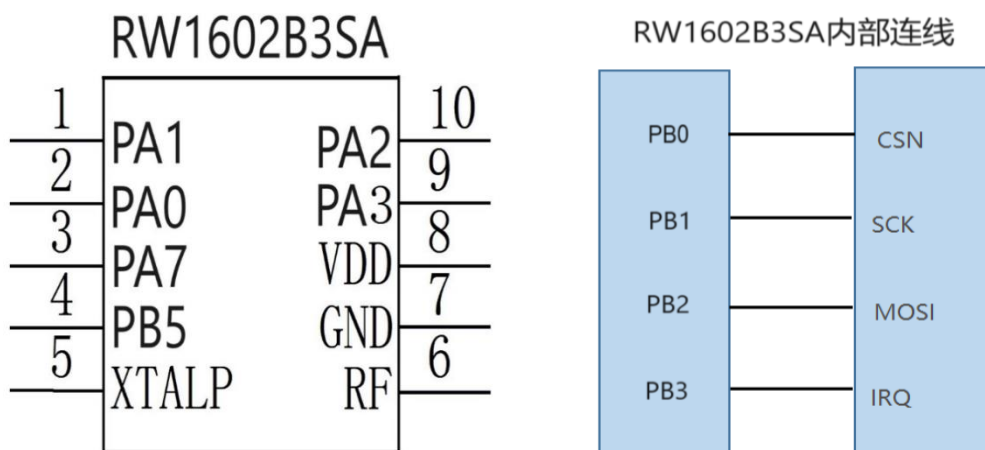 RW1602B3SA
1 PA1
2 PA0
3 PA7
4 PB5
5 XTALP
10 PA2
9 PA3
8 VDD
7 GND
6 RF
RW1602B3SA内部连线
PB0 CSN
PB1 SCK
PB2 MOSI
PB3 IRQ